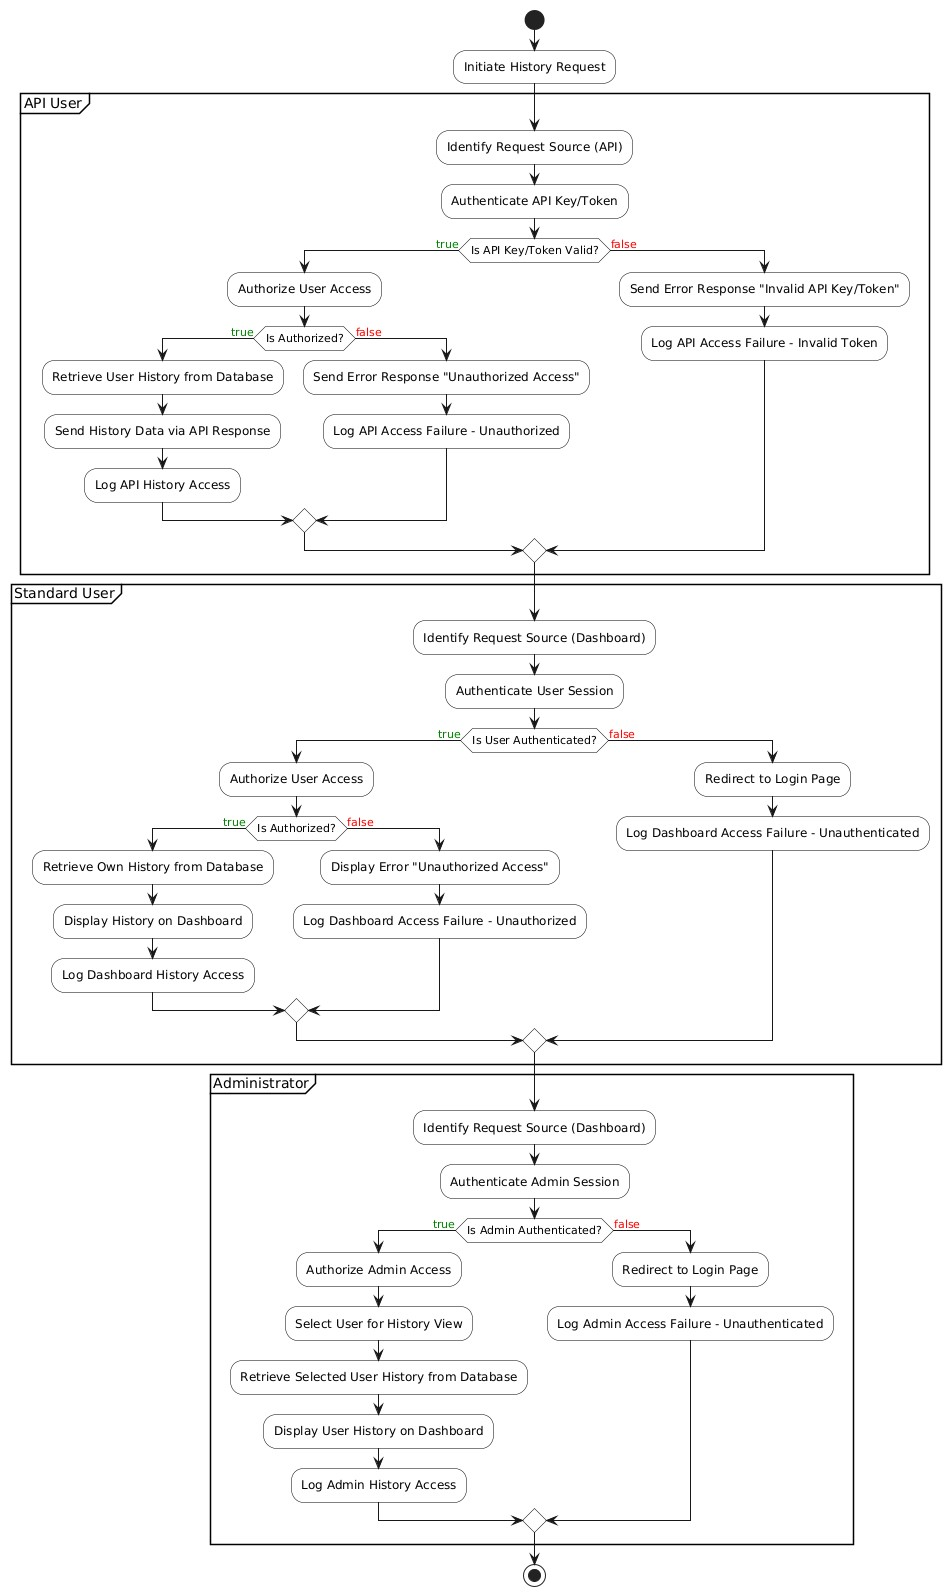 Initiate History Request
API User
Identify Request Source (API)
Authenticate API Key/Token
true
Is API Key/Token Valid?
false
Authorize User Access
Send Error Response "Invalid API Key/Token"
true
Is Authorized?
false
Log API Access Failure - Invalid Token
Retrieve User History from Database
Send Error Response "Unauthorized Access"
Send History Data via API Response
Log API Access Failure - Unauthorized
Log API History Access
Standard User
Identify Request Source (Dashboard)
Authenticate User Session
true
Is User Authenticated?
false
Authorize User Access
Redirect to Login Page
true
Is Authorized?
false
Log Dashboard Access Failure - Unauthenticated
Retrieve Own History from Database
Display Error "Unauthorized Access"
Display History on Dashboard
Log Dashboard Access Failure - Unauthorized
Log Dashboard History Access
Administrator
Identify Request Source (Dashboard)
Authenticate Admin Session
true
Is Admin Authenticated?
false
Authorize Admin Access
Redirect to Login Page
Select User for History View
Log Admin Access Failure - Unauthenticated
Retrieve Selected User History from Database
Display User History on Dashboard
Log Admin History Access